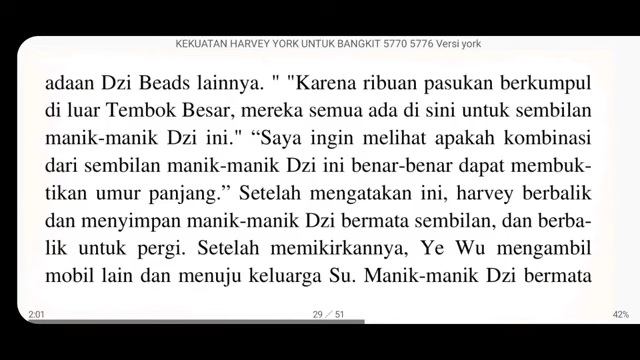 KEKUATAN HARVEY YORK UNTUK BANGKIT 5770 5776 Versi york
adaan Dzi Beads lainnya. " "Karena ribuan pasukan berkumpul
di luar Tembok Besar, mereka semua ada di sini untuk sembilan
manik-manik Dzi ini." “Saya ingin melihat apakah kombinasi
dari sembilan manik-manik Dzi ini benar-benar dapat membuk-
tikan umur panjang.” Setelah mengatakan ini, harvey berbalik
dan menyimpan manik-manik Dzi bermata sembilan, dan berba-
lik untuk pergi. Setelah memikirkannya, Ye Wu mengambil
mobil lain dan menuju keluarga Su. Manik-manik Dzi bermata
2:01 29 / 51 42%